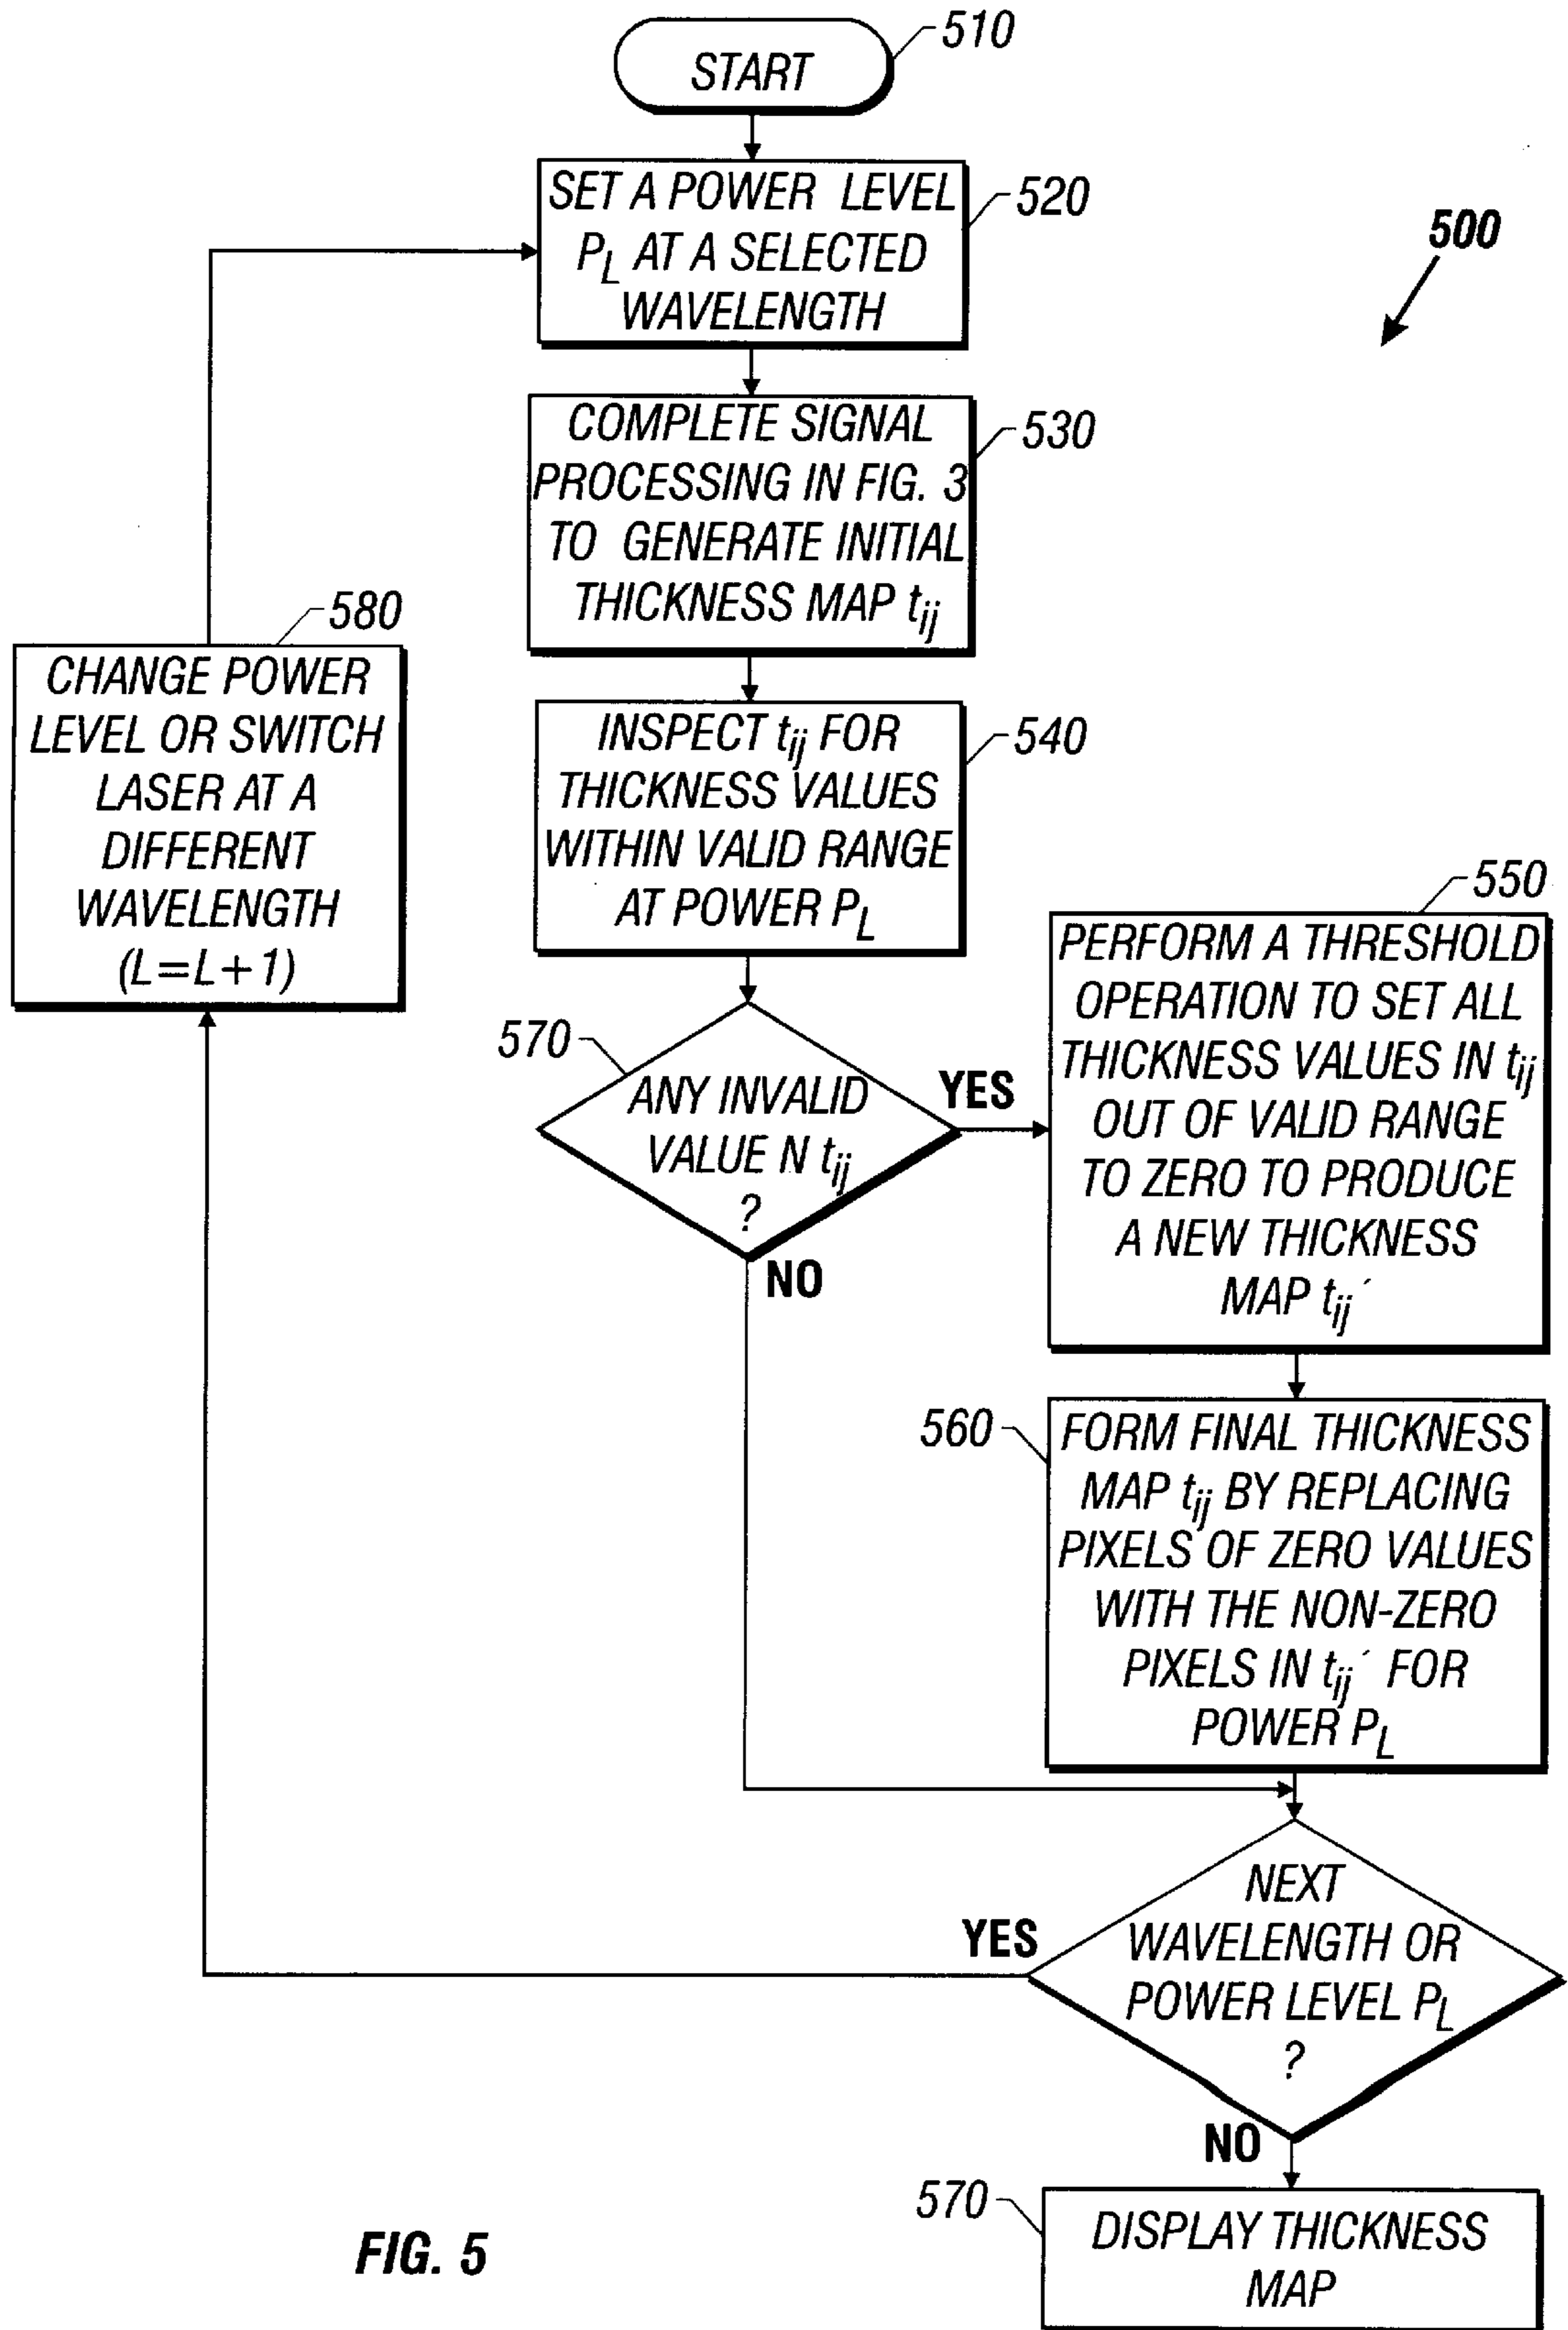 START
510
SET A POWER LEVEL
P_L AT A SELECTED
WAVELENGTH
520
500
COMPLETE SIGNAL
PROCESSING IN FIG. 3
TO GENERATE INITIAL
THICKNESS MAP t_ij
530
580
CHANGE POWER
LEVEL OR SWITCH
LASER AT A
DIFFERENT
WAVELENGTH
(L=L+1)
INSPECT t_ij FOR
THICKNESS VALUES
WITHIN VALID RANGE
AT POWER P_L
540
570
ANY INVALID
VALUE N t_ij
?
YES
NO
550
PERFORM A THRESHOLD
OPERATION TO SET ALL
THICKNESS VALUES IN t_ij
OUT OF VALID RANGE
TO ZERO TO PRODUCE
A NEW THICKNESS
MAP t_ij´
560
FORM FINAL THICKNESS
MAP t_ij BY REPLACING
PIXELS OF ZERO VALUES
WITH THE NON-ZERO
PIXELS IN t_ij´ FOR
POWER P_L
NEXT
WAVELENGTH OR
POWER LEVEL P_L
?
YES
NO
570
DISPLAY THICKNESS
MAP
FIG. 5